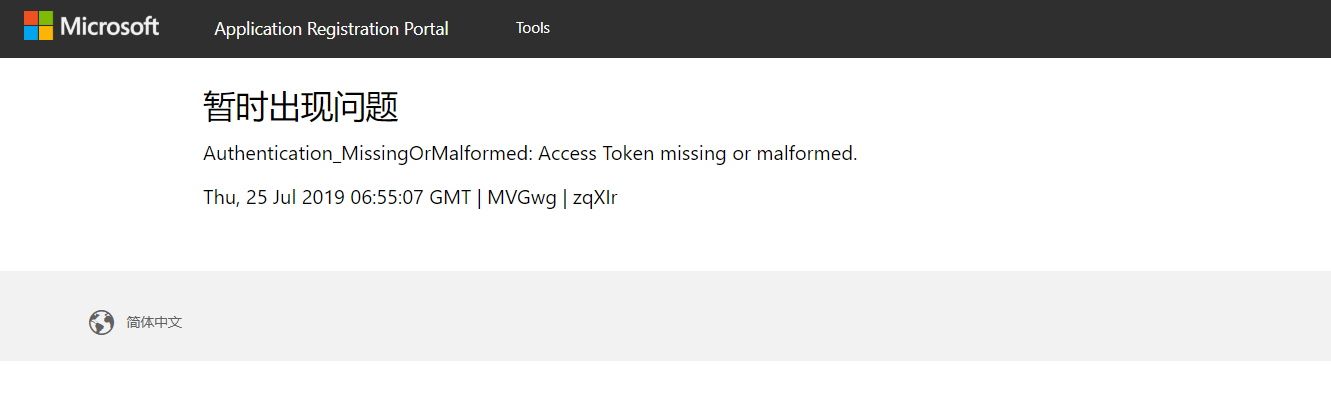 Microsoft Application Registration Portal Tools
暂时出现问题
Authentication_MissingOrMalformed: Access Token missing or malformed.
Thu, 25 Jul 2019 06:55:07 GMT | MVGwg | zqXIr
简体中文